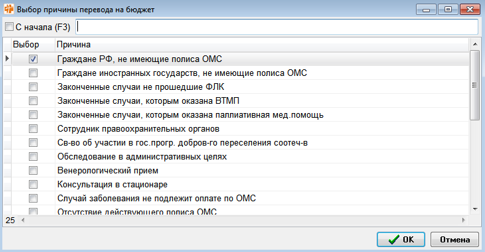 Выбор причины перевода на бюджет
С начала (F3)
Выбор Причина
Граждане РФ, не имеющие полиса ОМС
Граждане иностранных государств, не имеющие полиса ОМС
Законченные случаи не прошедшие ФЛК
Законченные случаи, которым оказана ВТМП
Законченные случаи, которым оказана паллиативная мед.помощь
Сотрудник правоохранительных органов
Св-во об участии в гос.прогр. добров-го переселения соотеч-в
Обследование в административных целях
Венерологический прием
Консультация в стационаре
Случай заболевания не подлежит оплате по ОМС
Отсутствие действующего полиса ОМС
25
OK Отмена